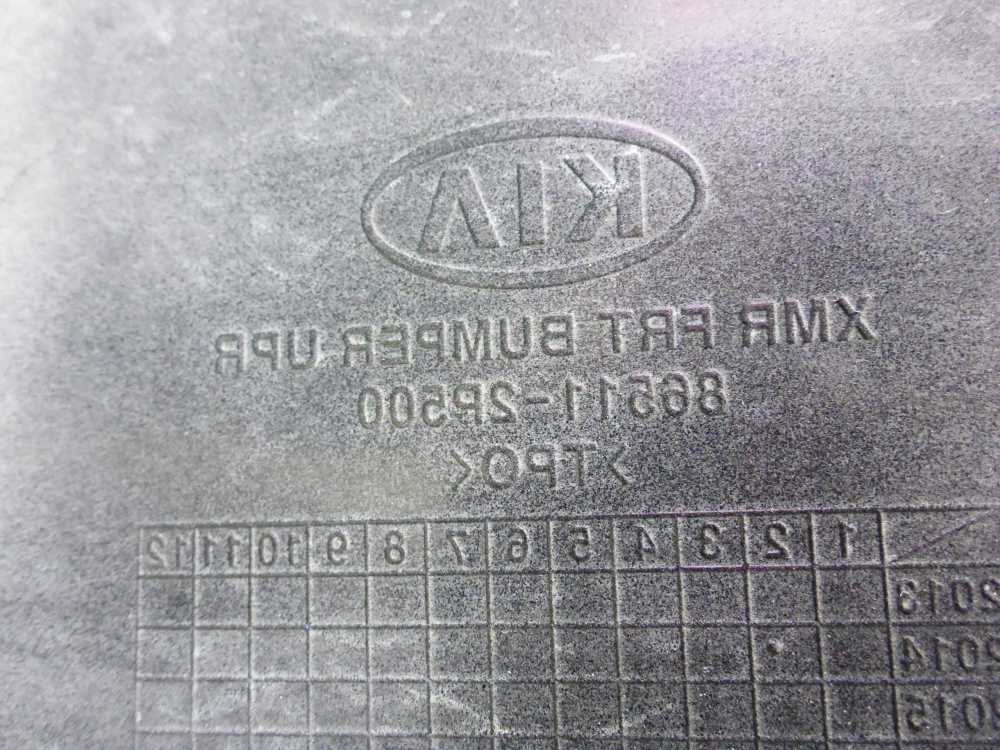 KIA
XMR FRT BUMPER UPR
86511-2P500
>TPO<
1 2 3 4 5 6 7 8 9 10 11 12
2013
2014
2015